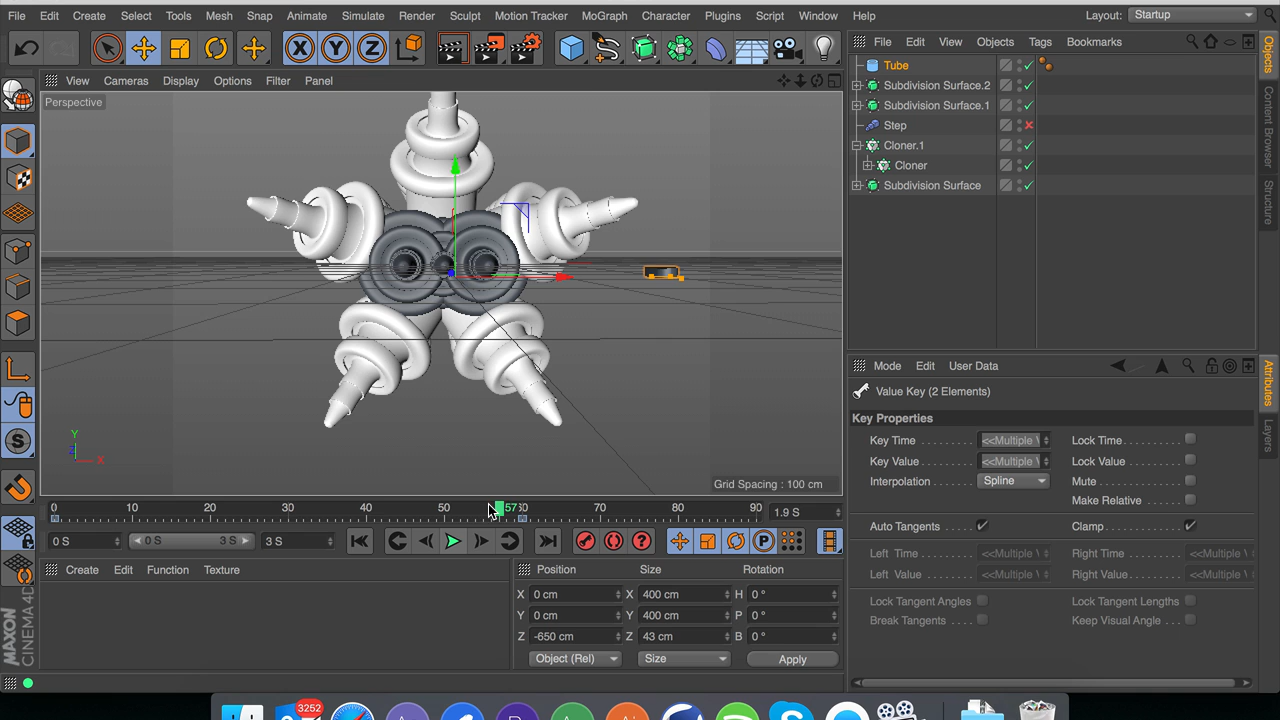 File Edit Create Select Tools Mesh Snap Animate Simulate Render Sculpt Motion Tracker MoGraph Character Plugins Script Window Help Layout: Startup
X Y Z
File Edit View Objects Tags Bookmarks
Objects
Content Browser
Structure
View Cameras Display Options Filter Panel
Perspective
Tube
Subdivision Surface.2
Subdivision Surface.1
Step
Cloner.1
Cloner
Subdivision Surface
Y
Z
X
Grid Spacing : 100 cm
Mode Edit User Data
Attributes
Layers
Value Key (2 Elements)
Key Properties
Key Time <<Multiple V Lock Time
Key Value <<Multiple V Lock Value
Interpolation Spline Mute
Make Relative
Auto Tangents Clamp
Left Time <<Multiple V Right Time <<Multiple V
Left Value <<Multiple V Right Value <<Multiple V
Lock Tangent Angles Lock Tangent Lengths
Break Tangents Keep Visual Angle
0 10 20 30 40 50 57 70 80 90 1.9 S
0 S 0 S 3 S 3 S
P
S
Create Edit Function Texture
Position Size Rotation
X 0 cm X 400 cm H 0 °
Y 0 cm Y 400 cm P 0 °
Z -650 cm Z 43 cm B 0 °
Object (Rel) Size Apply
MAXON
CINEMA 4D
3252